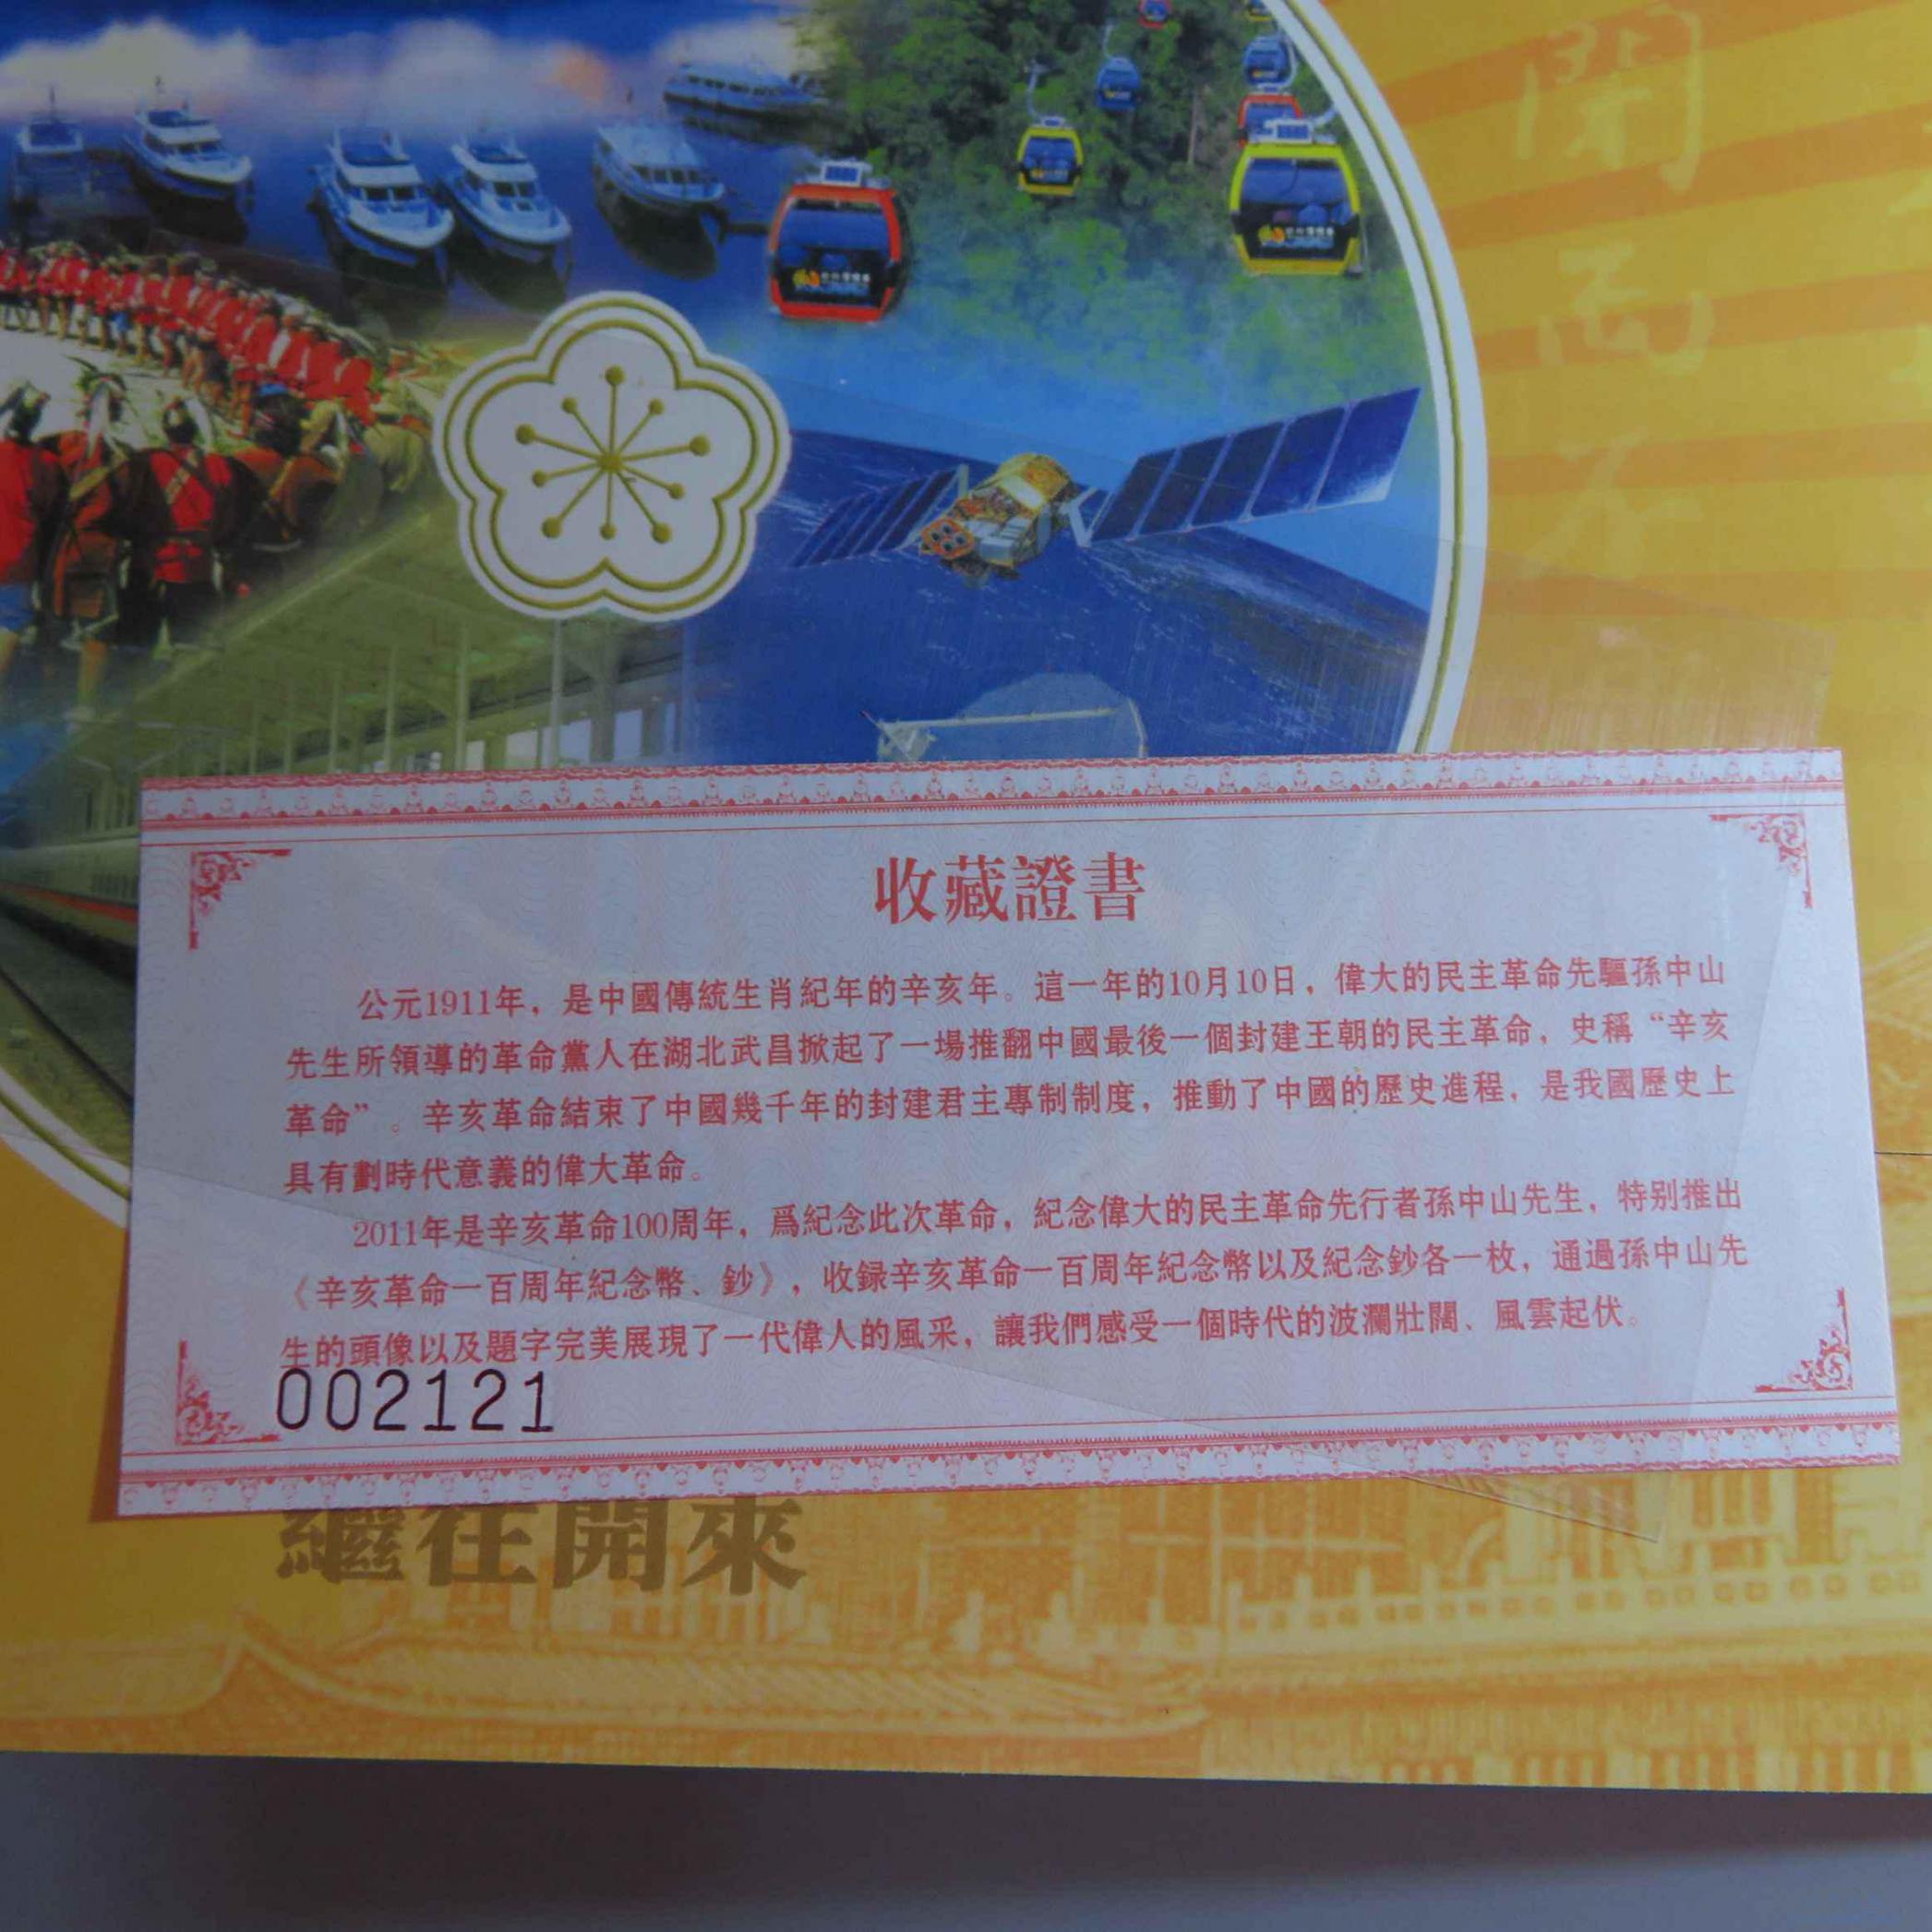 開
而
不
收藏證書
公元1911年，是中國傳統生肖紀年的辛亥年。這一年的10月10日，偉大的民主革命先驅孫中山
先生所領導的革命黨人在湖北武昌掀起了一場推翻中國最後一個封建王朝的民主革命，史稱“辛亥
革命”。辛亥革命結束了中國幾千年的封建君主專制制度，推動了中國的歷史進程，是我國歷史上
具有劃時代意義的偉大革命。
2011年是辛亥革命100周年，爲紀念此次革命，紀念偉大的民主革命先行者孫中山先生，特别推出
《辛亥革命一百周年紀念幣、鈔》，收録辛亥革命一百周年紀念幣以及紀念鈔各一枚，通過孫中山先
生的頭像以及題字完美展現了一代偉人的風采，讓我們感受一個時代的波瀾壯闊、風雲起伏。
002121
繼往開來